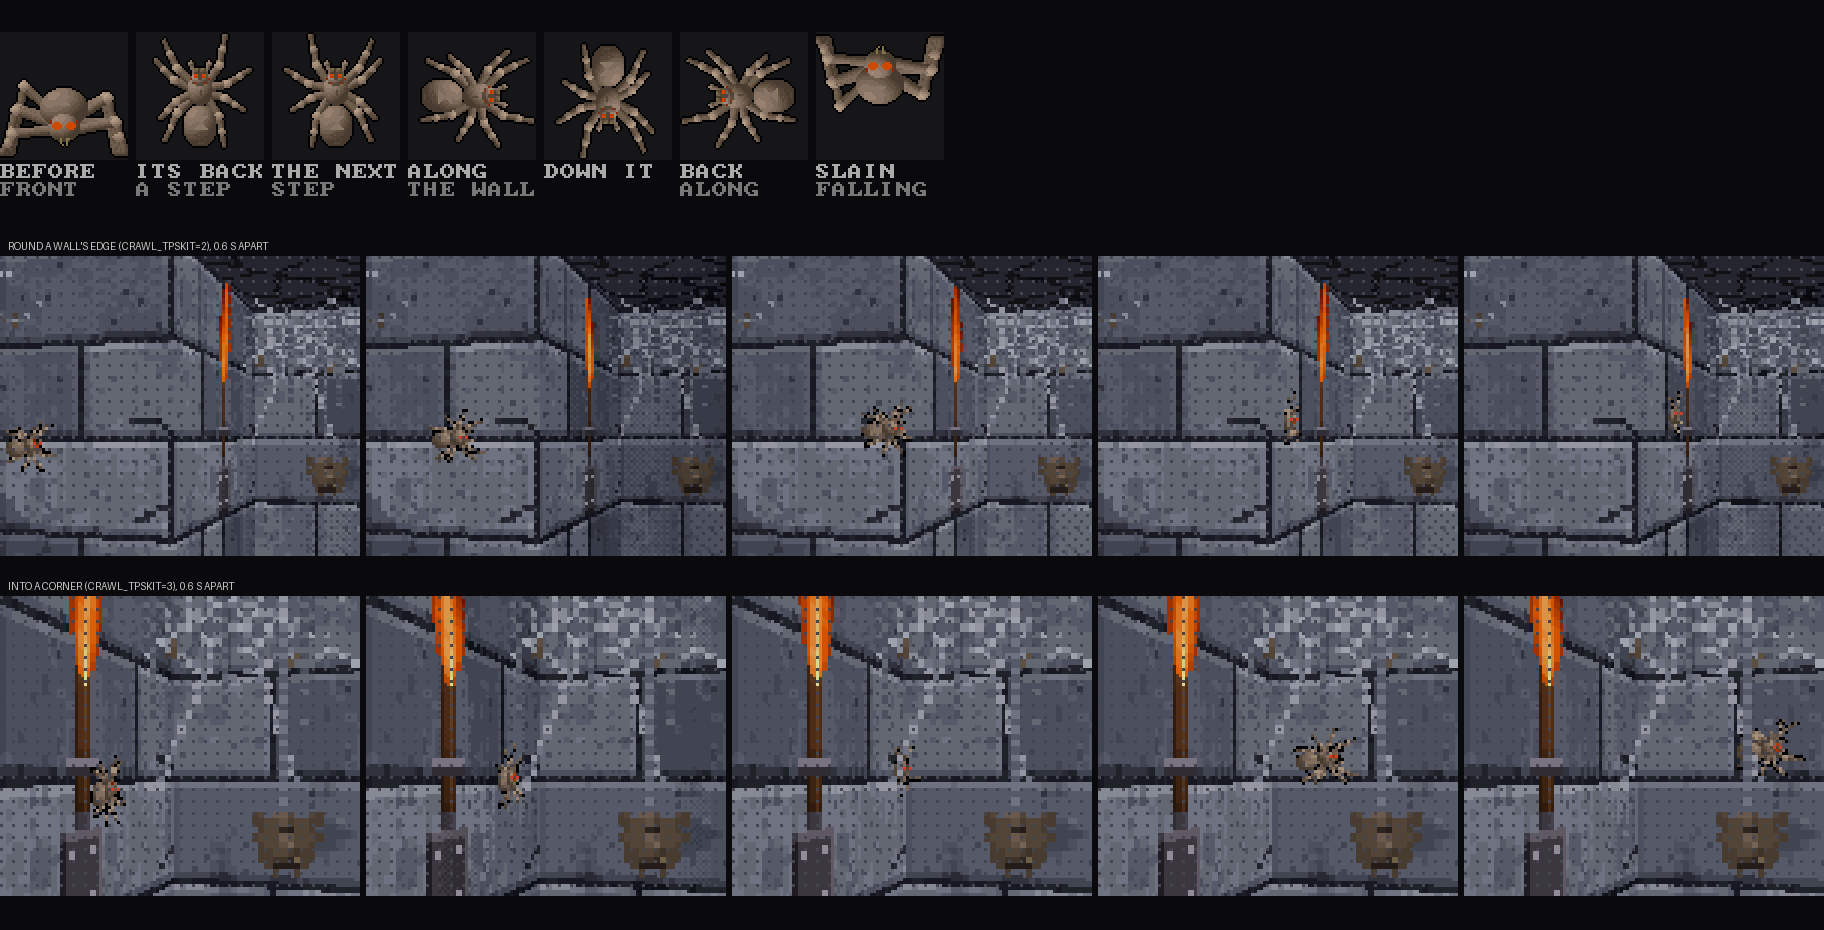 BEFORE
FRONT
ITS BACK
A STEP
THE NEXT
STEP
ALONG
THE WALL
DOWN IT
BACK
ALONG
SLAIN
FALLING
ROUND A WALL'S EDGE (CRAWL_TPSKIT=2), 0.6 S APART
INTO A CORNER (CRAWL_TPSKIT=3), 0.6 S APART